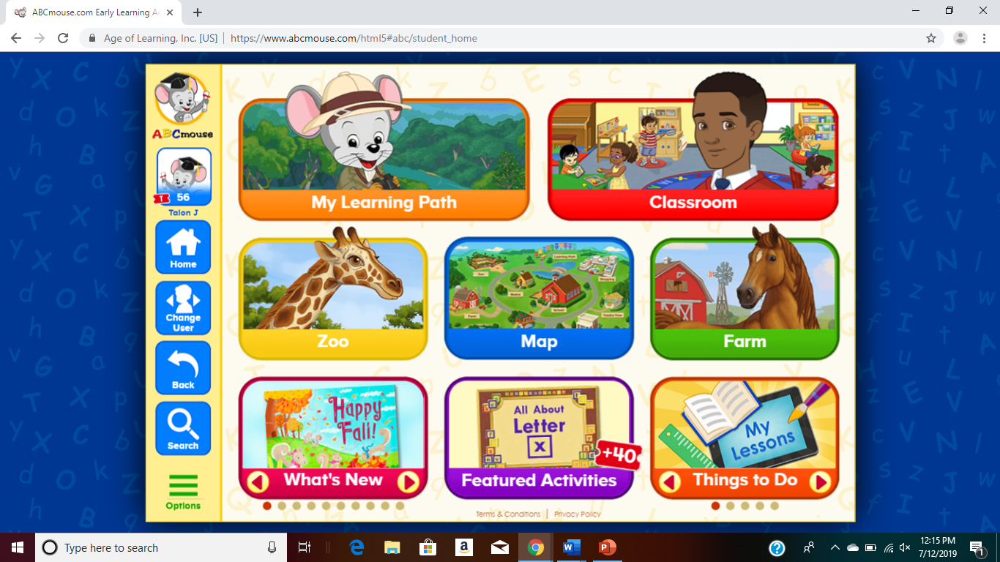 ABCmouse.com Early Learning Ac
Age of Learning, Inc. [US] | https://www.abcmouse.com/html5#abc/student_home
ABCmouse
T 56
Talon J
Home
Change
User
Back
Search
Options
My Learning Path
Classroom
Zoo
Map
Farm
Happy
Fall!
What's New
All About
Letter
X
+40
Featured Activities
My
Lessons
Things to Do
Terms & Conditions | Privacy Policy
Type here to search
12:15 PM
7/12/2019
1